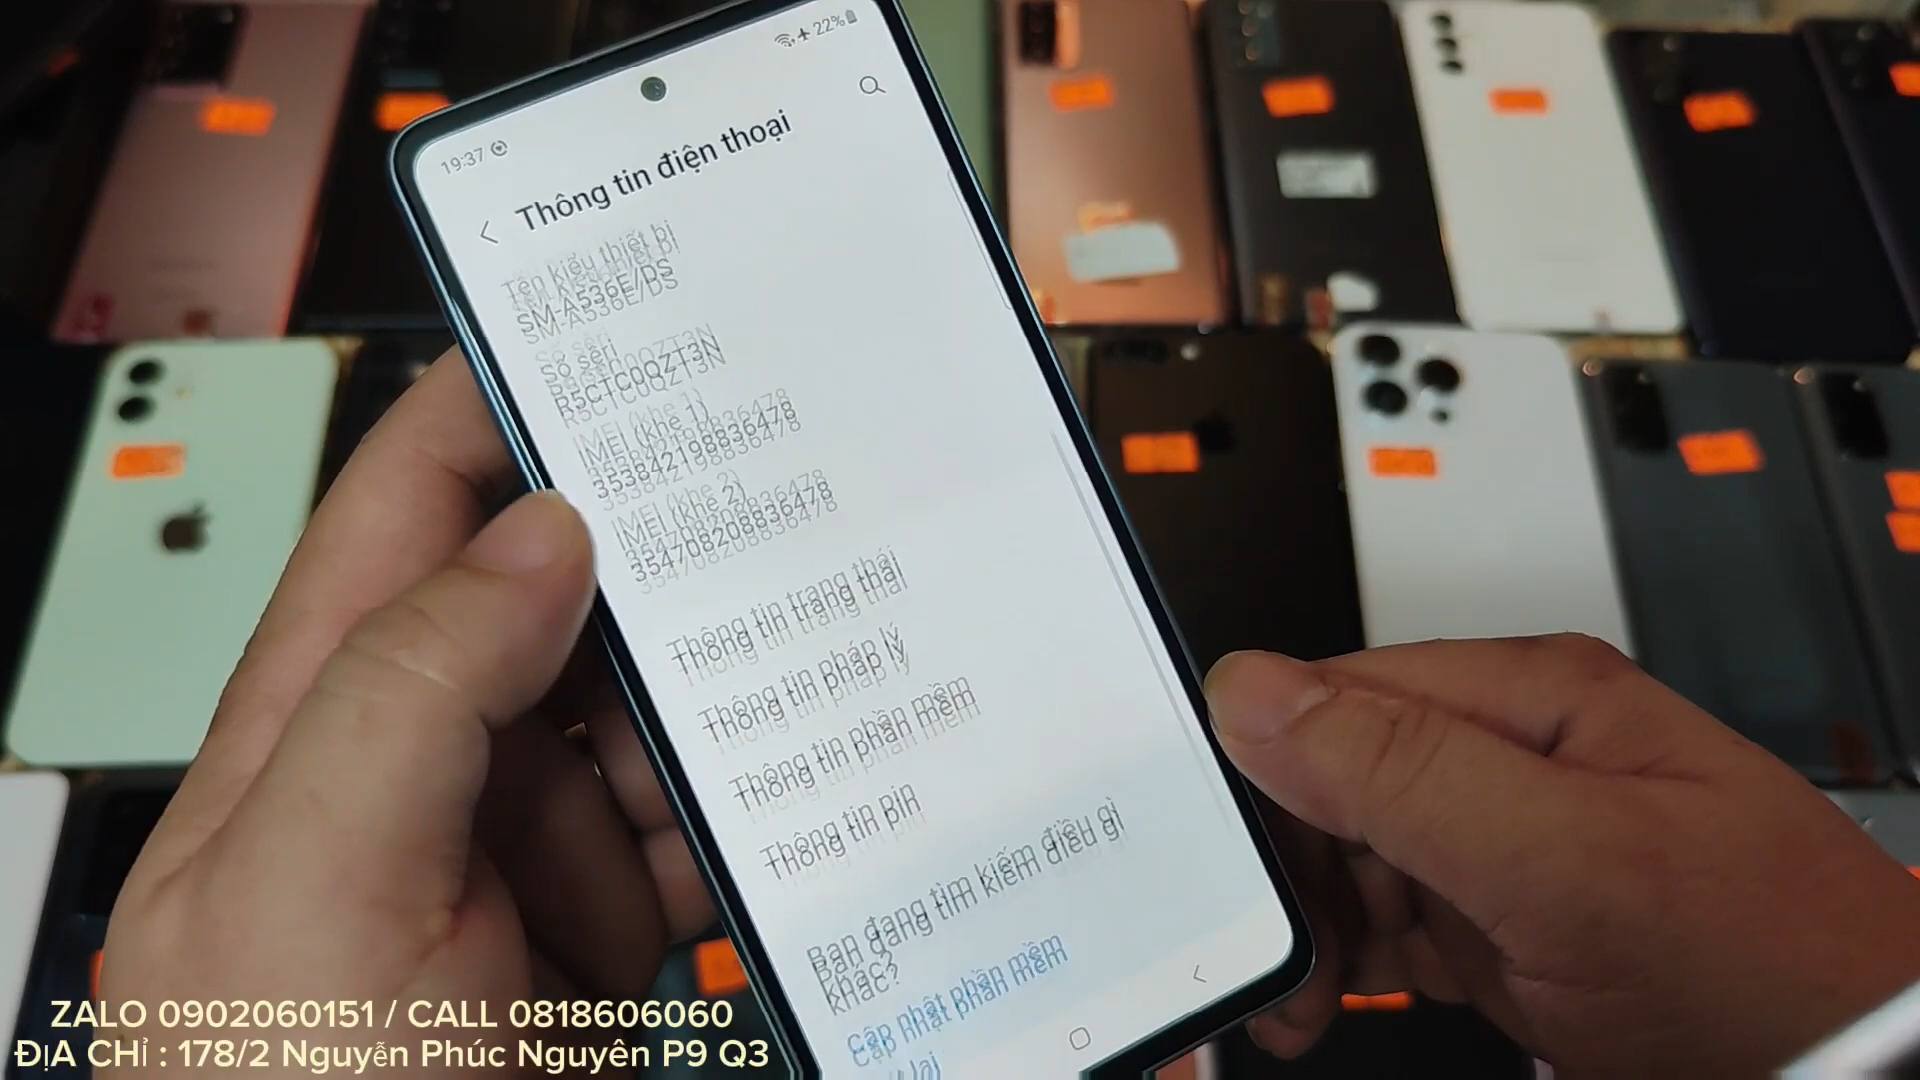 19:37
22%
Thông tin điện thoại
Tên kiểu thiết bị
SM-A536E/DS
Số sêri
R5CTC0QZT3N
IMEI (khe 1)
353842198836478
IMEI (khe 2)
354708208836478
Thông tin trạng thái
Thông tin pháp lý
Thông tin phần mềm
Thông tin pin
Bạn đang tìm kiếm điều gì
khác?
Cập nhật phần mềm
ZALO 0902060151 / CALL 0818606060
ĐỊA CHỈ : 178/2 Nguyễn Phúc Nguyên P9 Q3